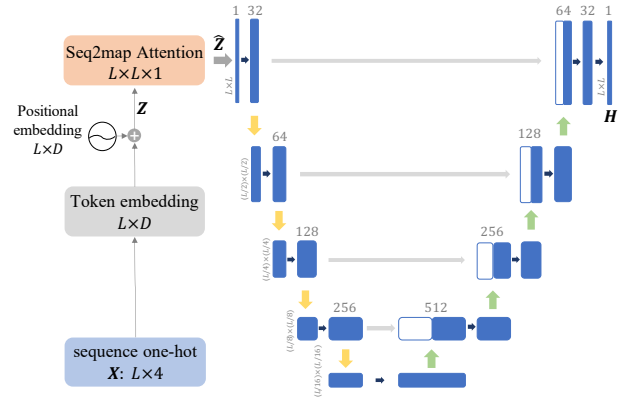 Seq2map Attention
L×L×1
Ẑ
Z
Positional
embedding
L×D
Token embedding
L×D
sequence one-hot
X: L×4
1 32
L×L
64
(L/2)×(L/2)
128
(L/4)×(L/4)
256
(L/8)×(L/8)
(L/16)×(L/16)
512
256
128
64 32 1
L×L
H